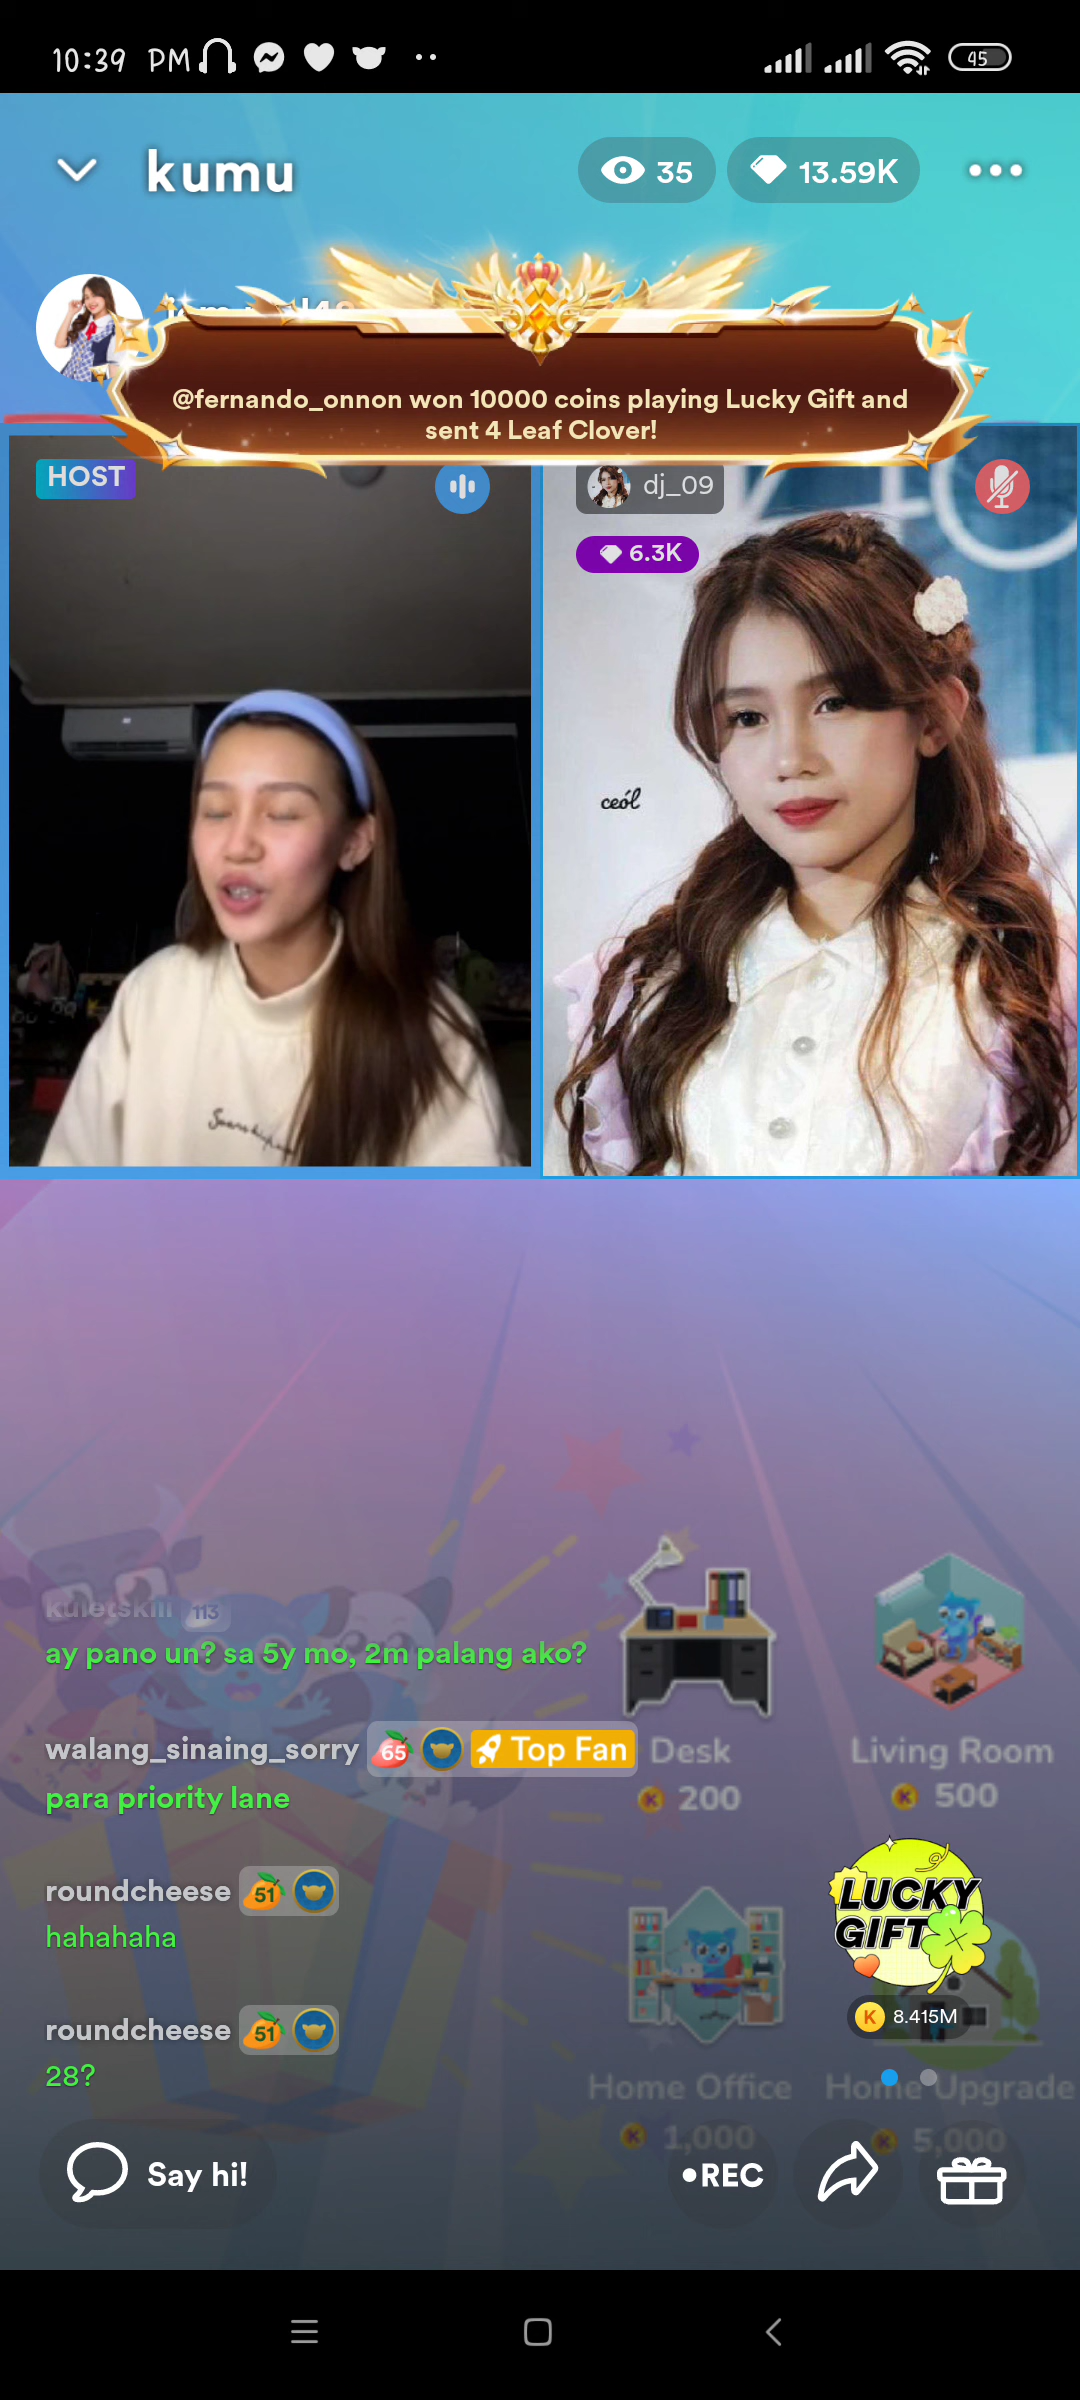 10:39 PM
45
kumu
35
13.59K
@fernando_onnon won 10000 coins playing Lucky Gift and
sent 4 Leaf Clover!
HOST
dj_09
6.3K
ceól
kuletskill 113
ay pano un? sa 5y mo, 2m palang ako?
walang_sinaing_sorry 65 Top Fan
para priority lane
roundcheese 51
hahahaha
roundcheese 51
28?
Desk
200
Living Room
500
LUCKY
GIFT
K 8.415M
Home Office
1,000
Home Upgrade
5,000
Say hi!
REC